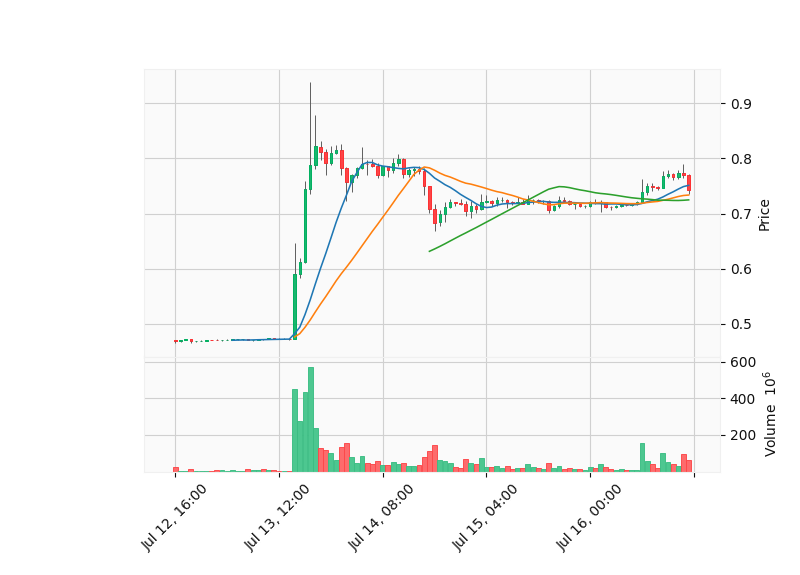 0.9
0.8
0.7
Price
0.6
0.5
600
400
200
Volume 10^6
Jul 12, 16:00
Jul 13, 12:00
Jul 14, 08:00
Jul 15, 04:00
Jul 16, 00:00